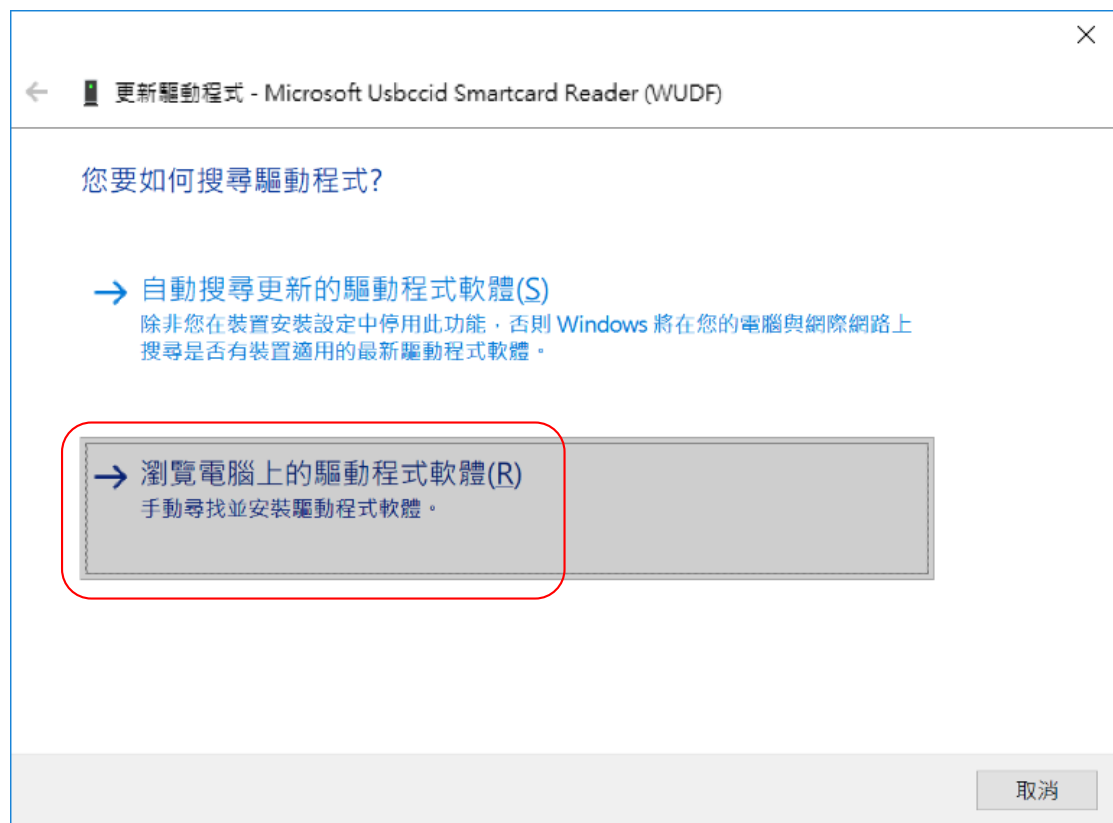 更新驅動程式 - Microsoft Usbccid Smartcard Reader (WUDF)
您要如何搜尋驅動程式?
自動搜尋更新的驅動程式軟體(S)
除非您在裝置安裝設定中停用此功能，否則 Windows 將在您的電腦與網際網路上
搜尋是否有裝置適用的最新驅動程式軟體。
瀏覽電腦上的驅動程式軟體(R)
手動尋找並安裝驅動程式軟體。
取消